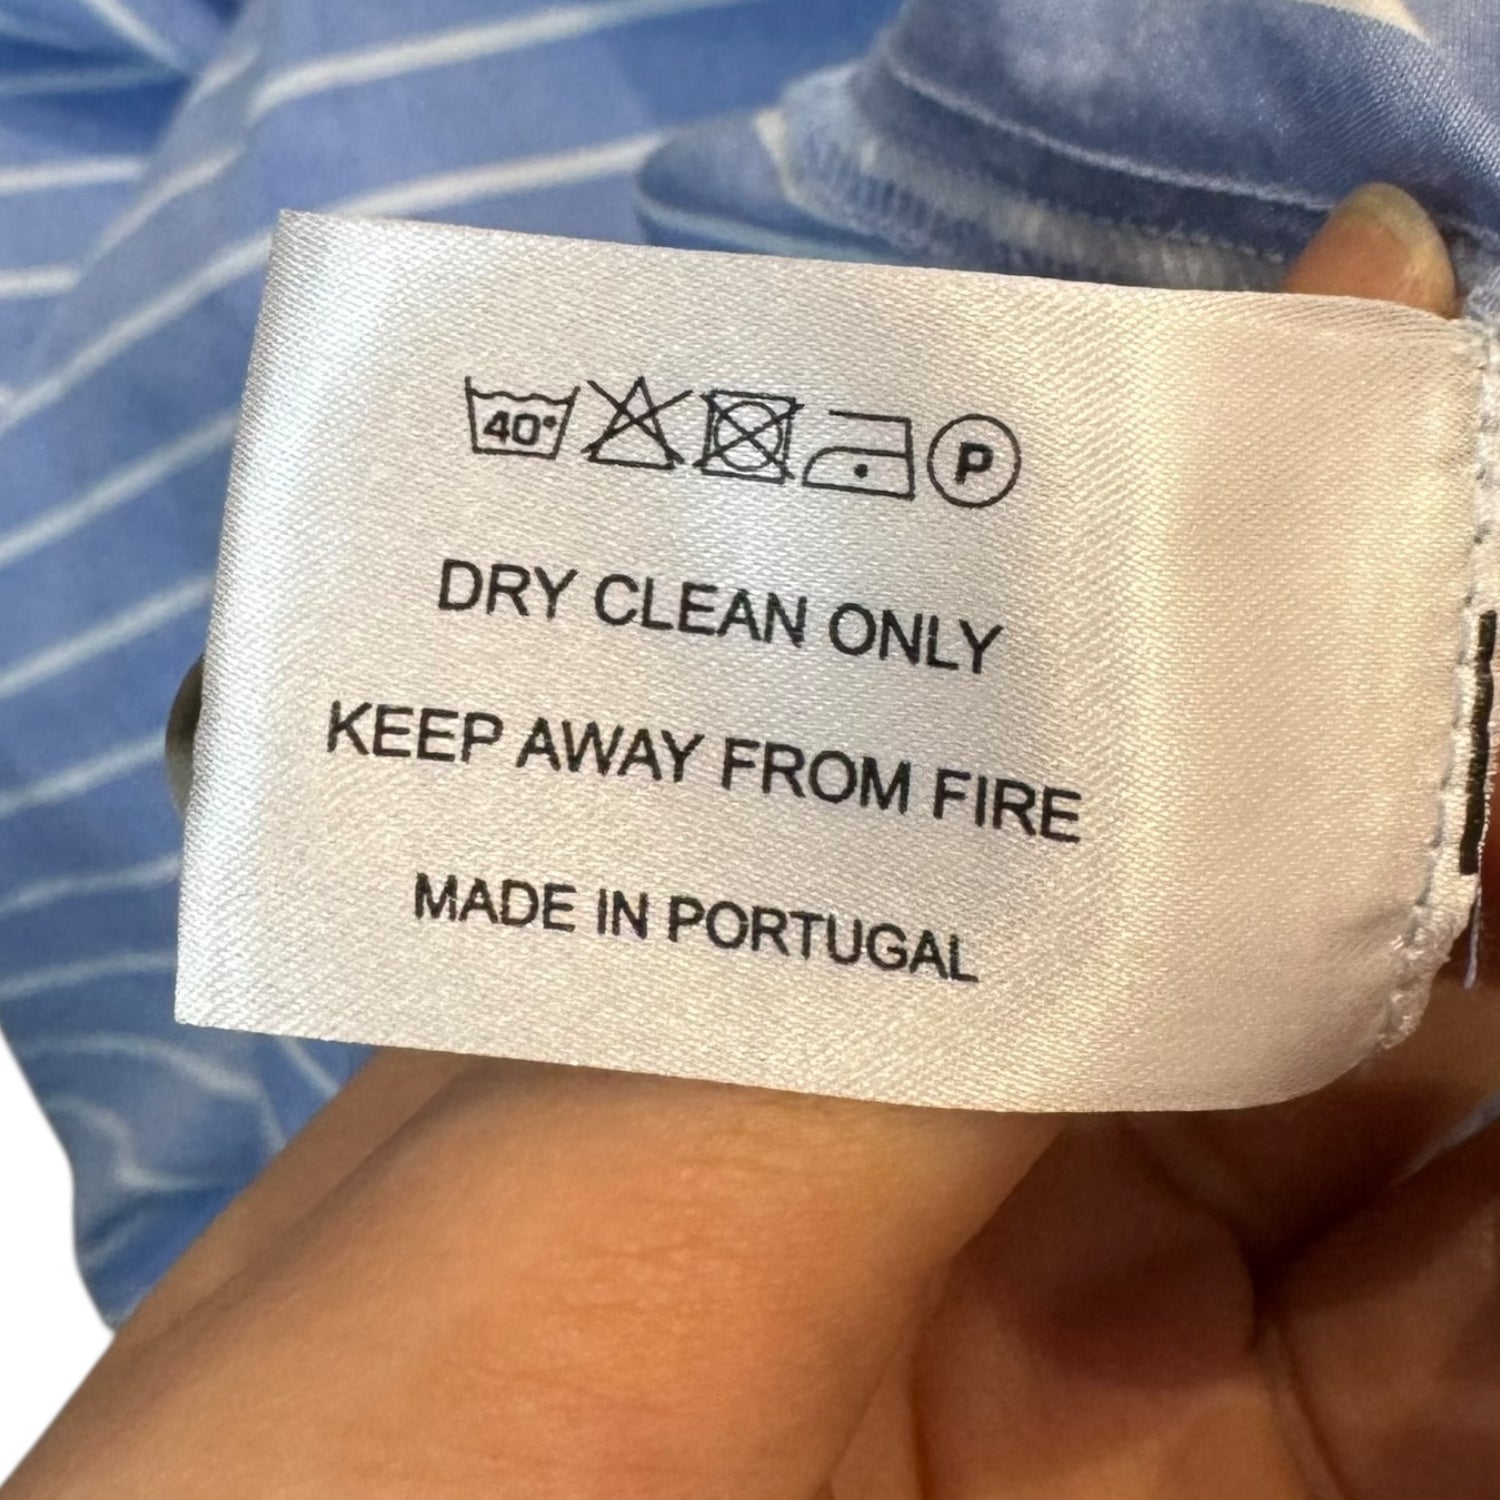 40° P
DRY CLEAN ONLY
KEEP AWAY FROM FIRE
MADE IN PORTUGAL